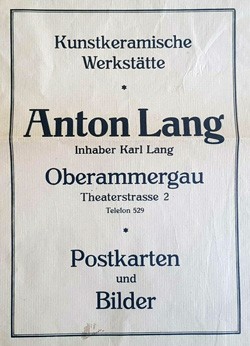 Kunstkeramische
Werkstätte
*
Anton Lang
Inhaber Karl Lang
Oberammergau
Theaterstrasse 2
Telefon 529
*
Postkarten
und
Bilder